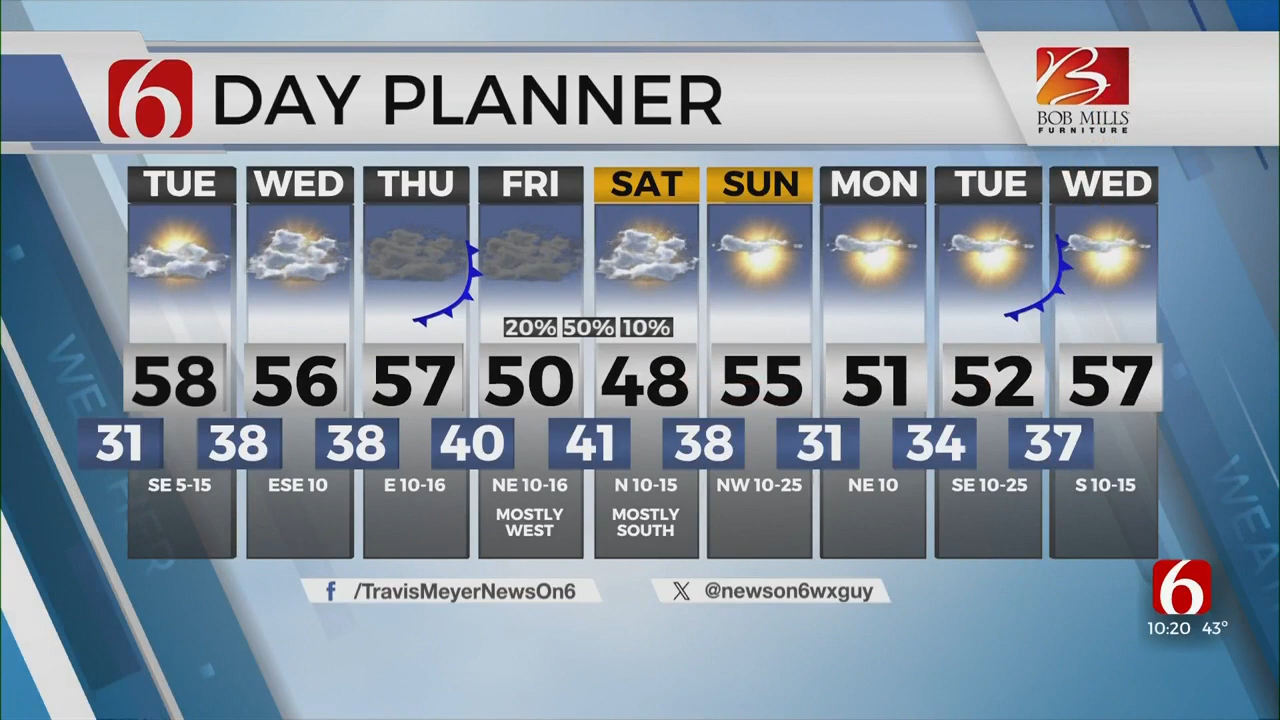 6 DAY PLANNER
BOB MILLS
FURNITURE
TUE WED THU FRI SAT SUN MON TUE WED
20% 50% 10%
58 56 57 50 48 55 51 52 57
31 38 38 40 41 38 31 34 37
SE 5-15 ESE 10 E 10-16 NE 10-16 N 10-15 NW 10-25 NE 10 SE 10-25 S 10-15
MOSTLY WEST MOSTLY SOUTH
f /TravisMeyerNewsOn6 X @newson6wxguy
6
10:20 43°